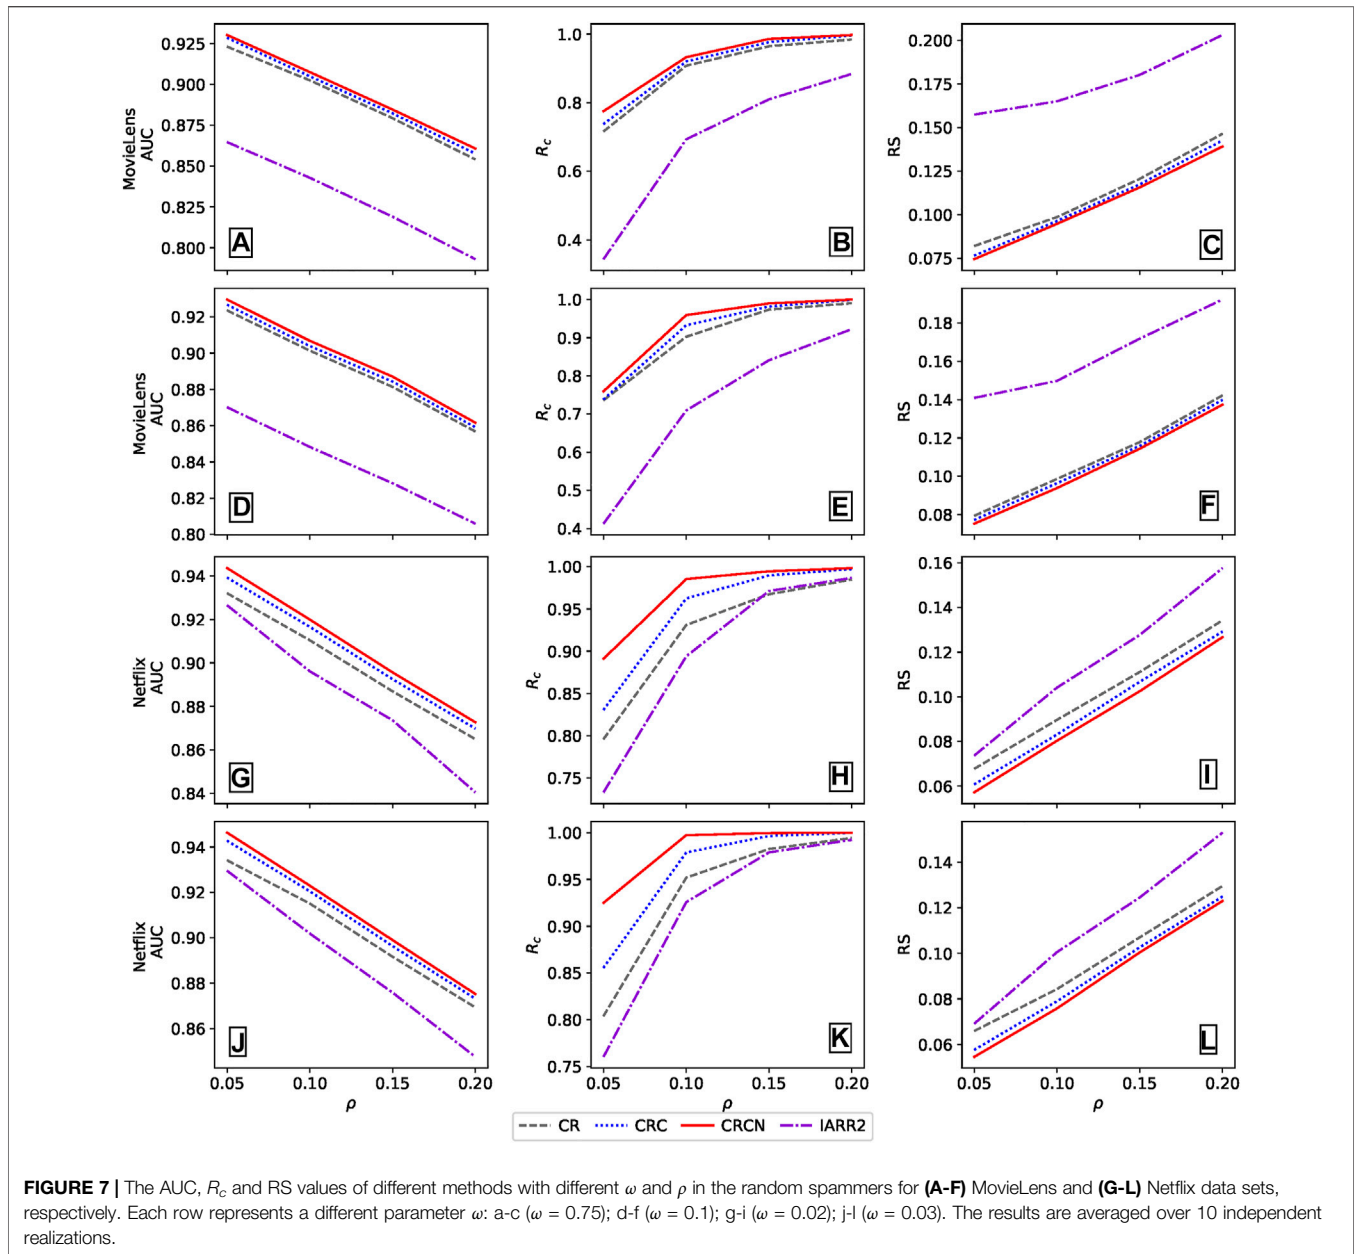 0.925
0.900
0.875
0.850
0.825
0.800
MovieLens
AUC
A
1.0
0.8
0.6
0.4
R_c
B
0.200
0.175
0.150
0.125
0.100
0.075
RS
C
0.92
0.90
0.88
0.86
0.84
0.82
0.80
MovieLens
AUC
D
1.0
0.9
0.8
0.7
0.6
0.5
0.4
R_c
E
0.18
0.16
0.14
0.12
0.10
0.08
RS
F
0.94
0.92
0.90
0.88
0.86
0.84
Netflix
AUC
G
1.00
0.95
0.90
0.85
0.80
0.75
R_c
H
0.16
0.14
0.12
0.10
0.08
0.06
RS
I
0.94
0.92
0.90
0.88
0.86
Netflix
AUC
J
0.05 0.10 0.15 0.20
ρ
1.00
0.95
0.90
0.85
0.80
0.75
R_c
K
0.05 0.10 0.15 0.20
ρ
0.14
0.12
0.10
0.08
0.06
RS
L
0.05 0.10 0.15 0.20
ρ
CR CRC CRCN IARR2
FIGURE 7 | The AUC, R_c and RS values of different methods with different ω and ρ in the random spammers for (A-F) MovieLens and (G-L) Netflix data sets,
respectively. Each row represents a different parameter ω: a-c (ω = 0.75); d-f (ω = 0.1); g-i (ω = 0.02); j-l (ω = 0.03). The results are averaged over 10 independent
realizations.